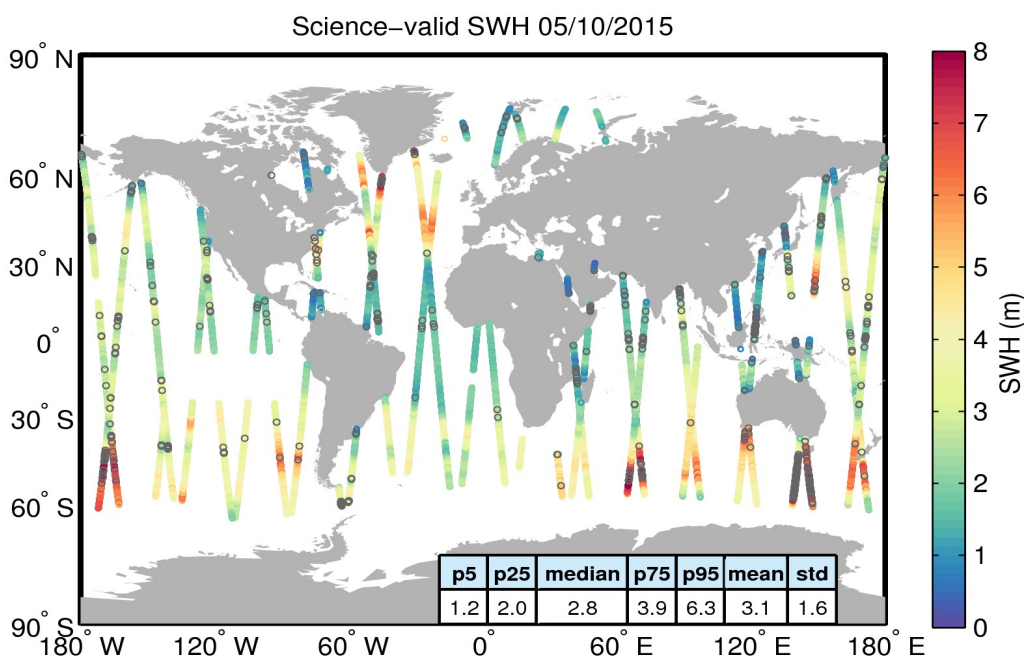 Science−valid SWH 05/10/2015
90° N
60° N
30° N
0°
30° S
60° S
90° S
180° W
120° W
60° W
0°
60° E
120° E
180° E
p5 p25 median p75 p95 mean std
1.2 2.0 2.8 3.9 6.3 3.1 1.6
8
7
6
5
4
3
2
1
0
SWH (m)